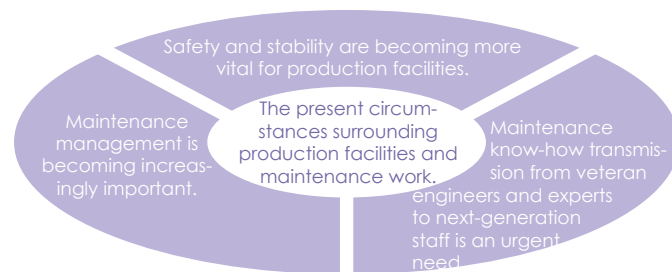 Safety and stability are becoming more
vital for production facilities.
Maintenance
management is
becoming increas-
ingly important.
The present circum-
stances surrounding
production facilities and
maintenance work.
Maintenance
know-how transmis-
sion from veteran
engineers and experts
to next-generation
staff is an urgent
need